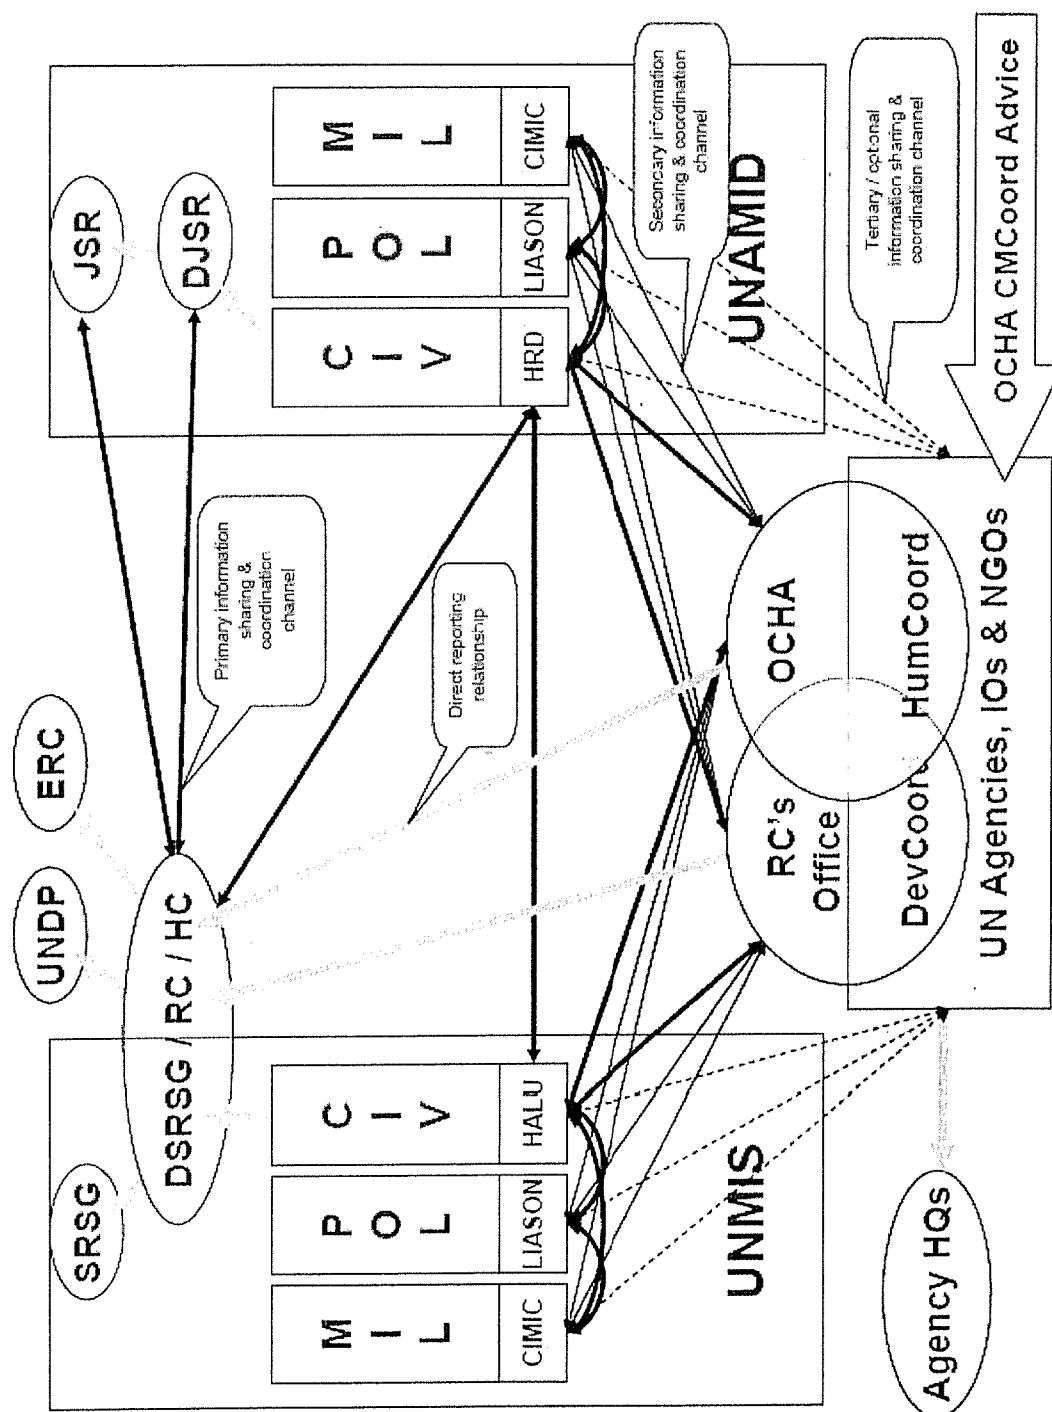 UNDP
ERC
SRSG
JSR
DSRSG / RC / HC
DJSR
Primary information
sharing &
coordination
channel
M
I
L
CIMIC
P
O
L
LIASON
C
I
V
HALU
Direct reporting
relationship
C
I
V
HRD
P
O
L
LIASON
M
I
L
CIMIC
Secondary information
sharing & coordination
channel
UNMIS
UNAMID
RC's
Office
OCHA
DevCoord
HumCoord
Tertiary / optional
information sharing &
coordination channel
Agency HQs
UN Agencies, IOs & NGOs
OCHA CMCoord Advice